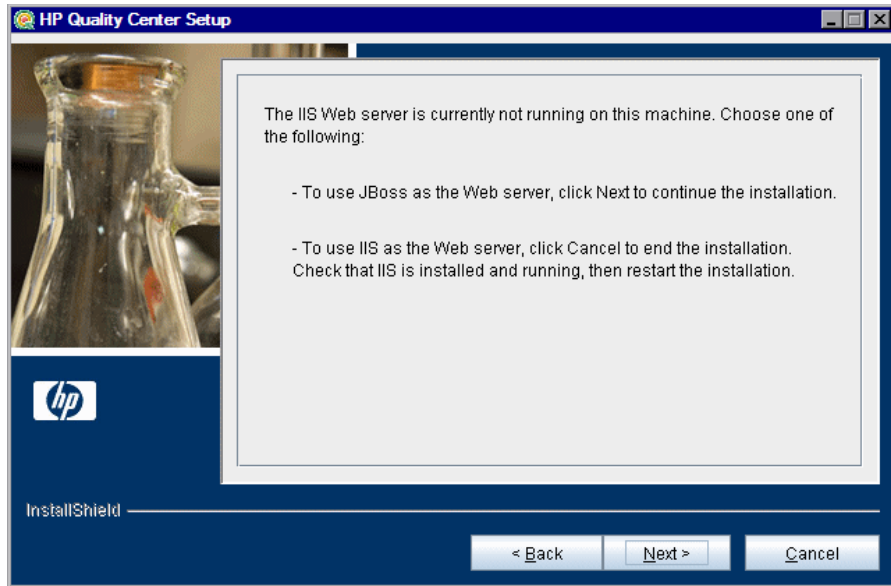 HP Quality Center Setup
The IIS Web server is currently not running on this machine. Choose one of
the following:
- To use JBoss as the Web server, click Next to continue the installation.
- To use IIS as the Web server, click Cancel to end the installation.
Check that IIS is installed and running, then restart the installation.
hp
InstallShield
< Back
Next >
Cancel